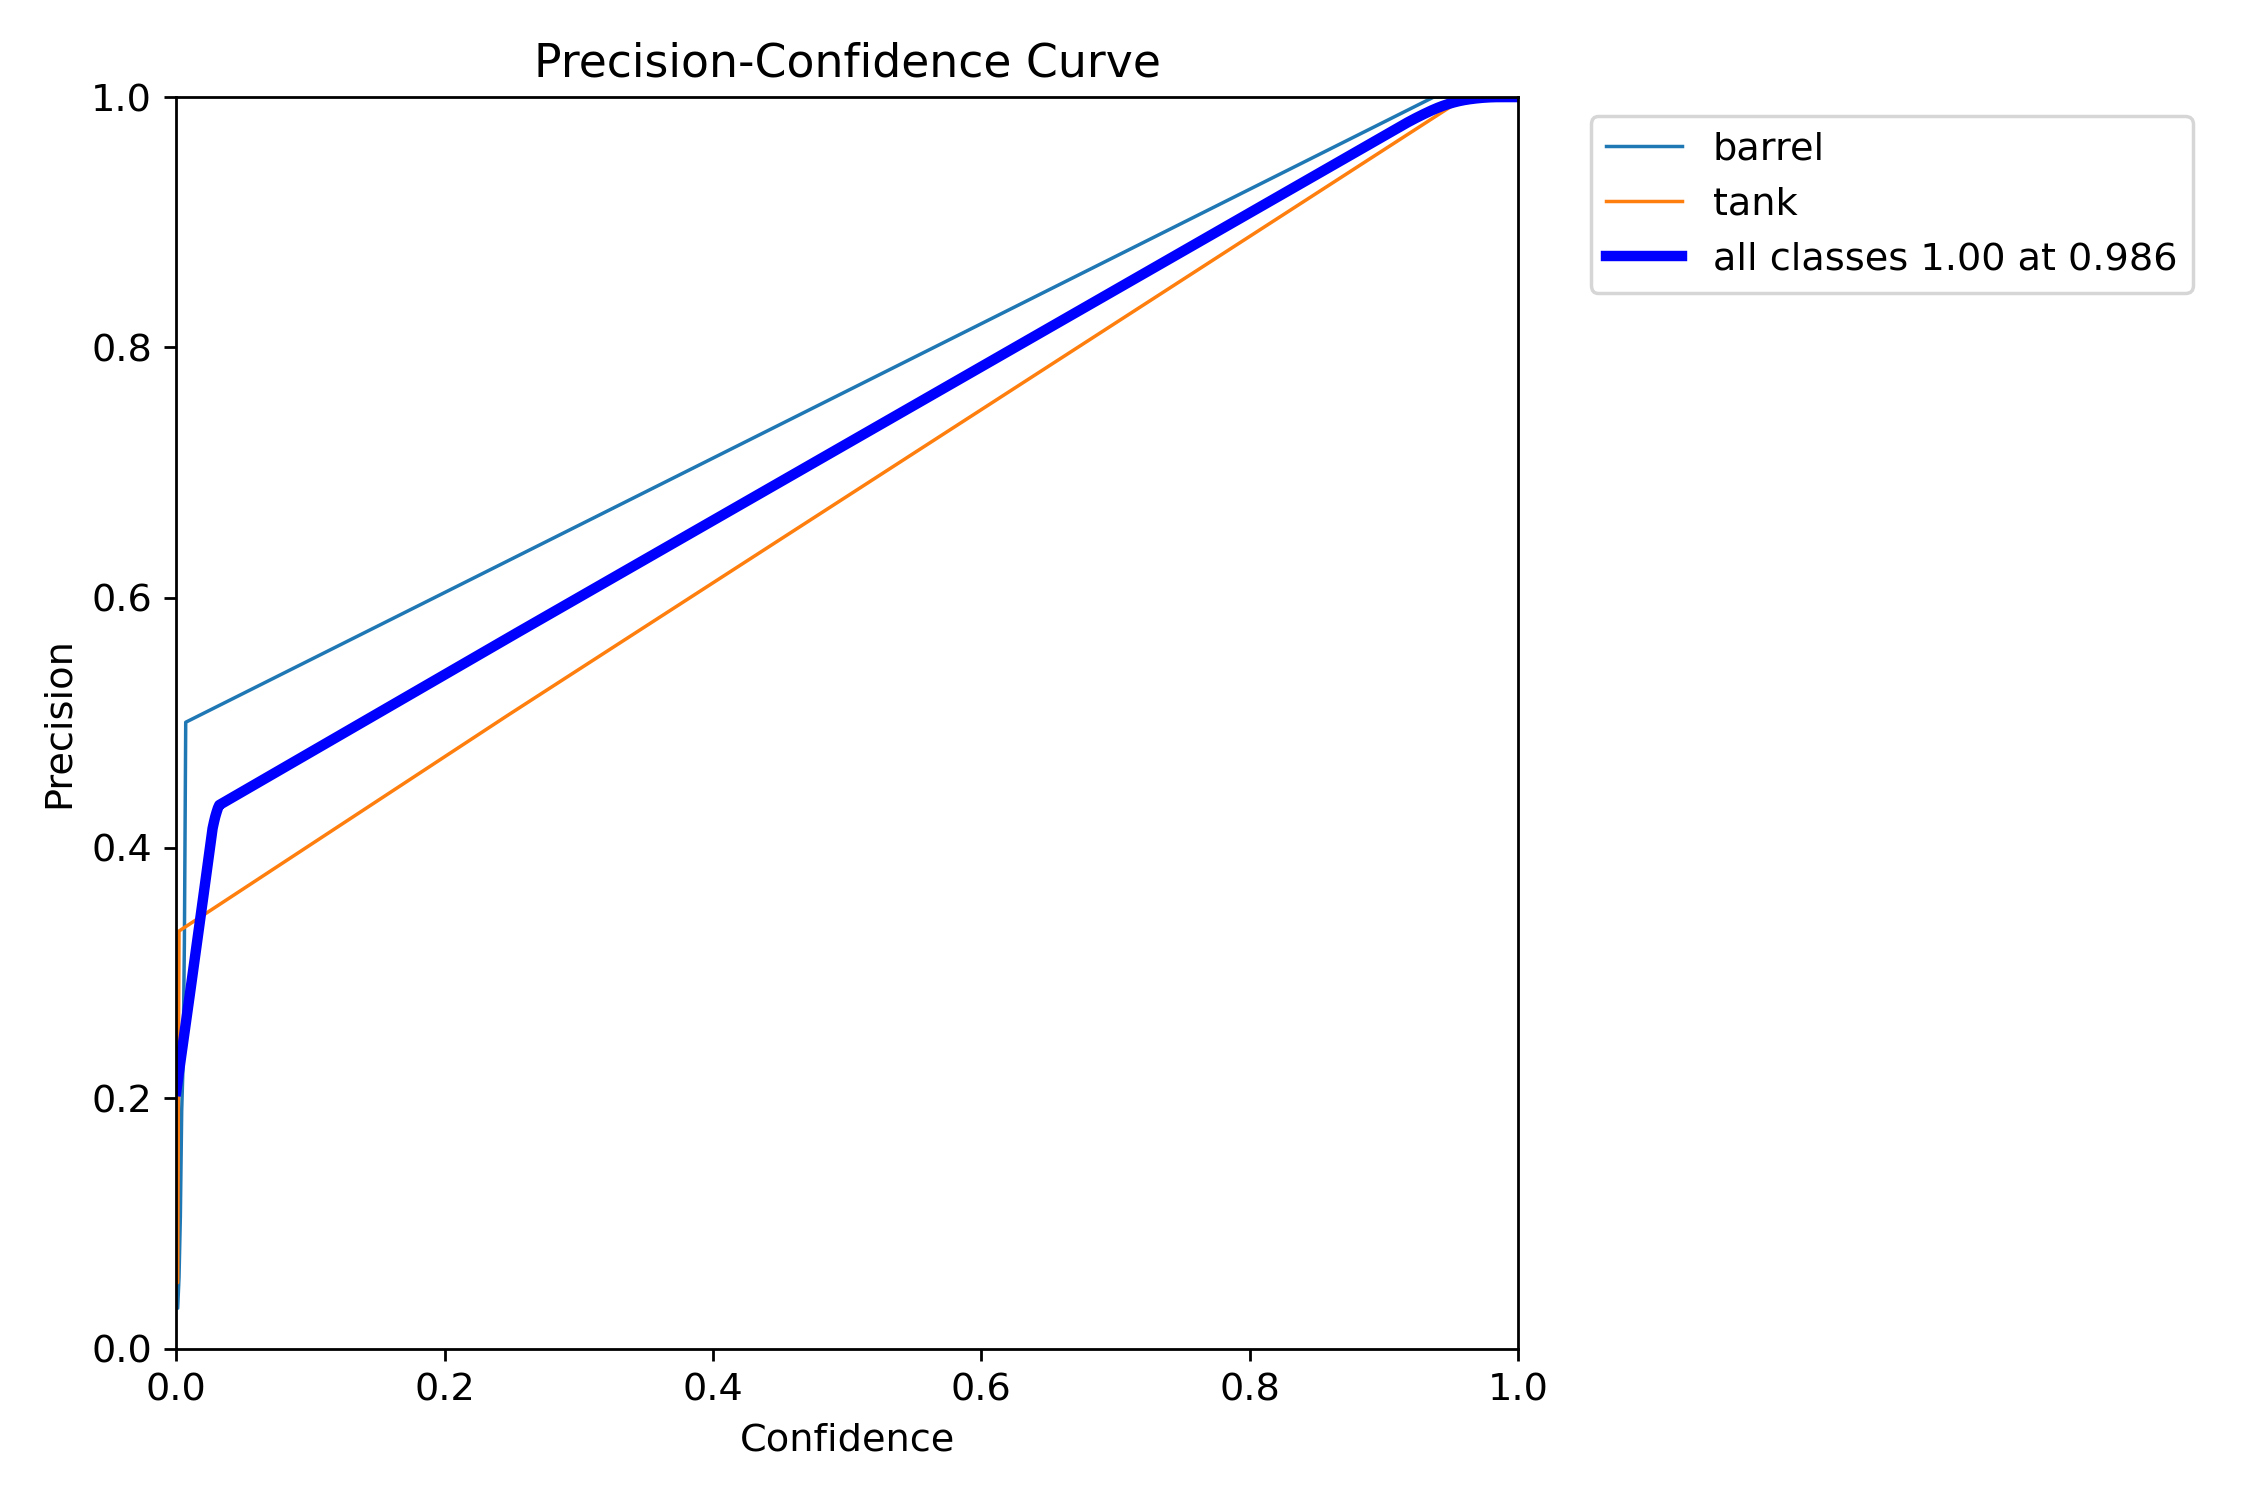 Precision-Confidence Curve
1.0
0.8
0.6
0.4
0.2
0.0
Precision
0.0 0.2 0.4 0.6 0.8 1.0
Confidence
barrel
tank
all classes 1.00 at 0.986